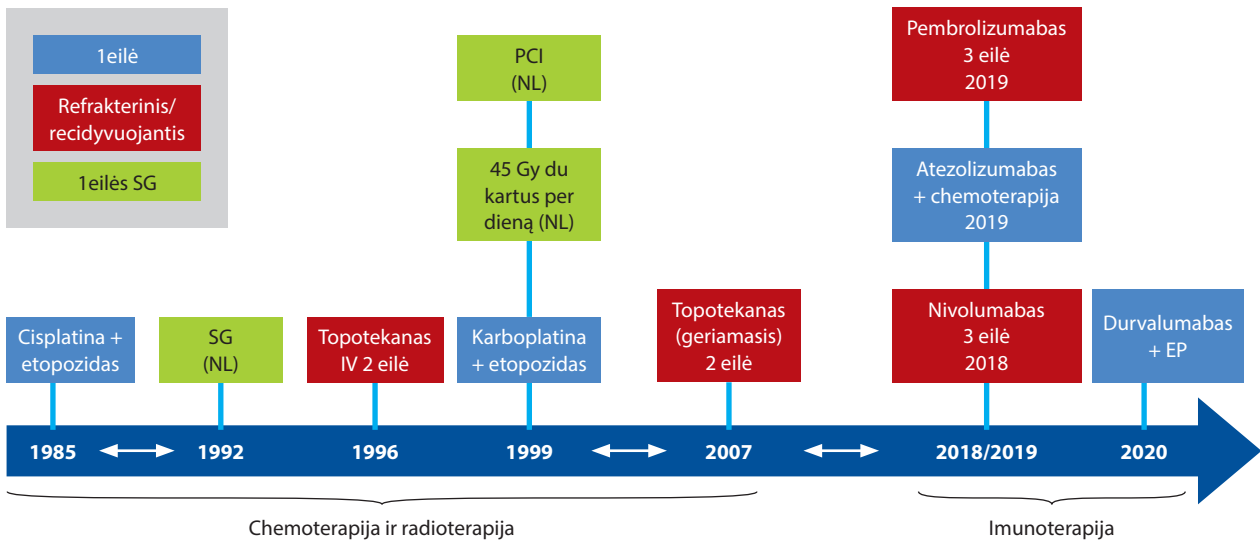 1eilė
Refrakterinis/
recidyvuojantis
1eilės SG
PCI
(NL)
45 Gy du
kartus per
dieną (NL)
Pembrolizumabas
3 eilė
2019
Atezolizumabas
+ chemoterapija
2019
Cisplatina +
etopozidas
SG
(NL)
Topotekanas
IV 2 eilė
Karboplatina
+ etopozidas
Topotekanas
(geriamasis)
2 eilė
Nivolumabas
3 eilė
2018
Durvalumabas
+ EP
1985
1992
1996
1999
2007
2018/2019
2020
Chemoterapija ir radioterapija
Imunoterapija